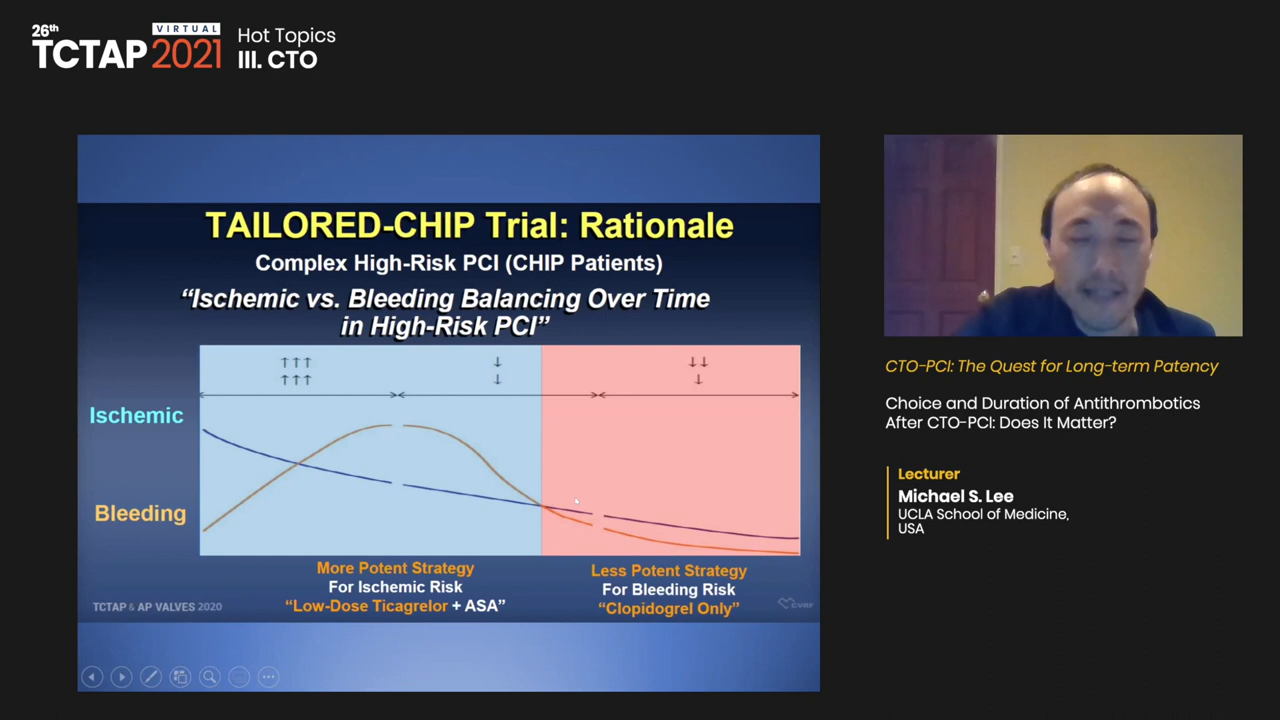 26th
VIRTUAL
TCTAP 2021
Hot Topics
III. CTO
TAILORED-CHIP Trial: Rationale
Complex High-Risk PCI (CHIP Patients)
“Ischemic vs. Bleeding Balancing Over Time
in High-Risk PCI”
↑↑↑ ↓ ↓↓
↑↑↑ ↓ ↓
Ischemic
Bleeding
More Potent Strategy
For Ischemic Risk
“Low-Dose Ticagrelor + ASA”
Less Potent Strategy
For Bleeding Risk
“Clopidogrel Only”
TCTAP & AP VALVES 2020
CVRF
CTO-PCI: The Quest for Long-term Patency
Choice and Duration of Antithrombotics
After CTO-PCI: Does It Matter?
Lecturer
Michael S. Lee
UCLA School of Medicine,
USA